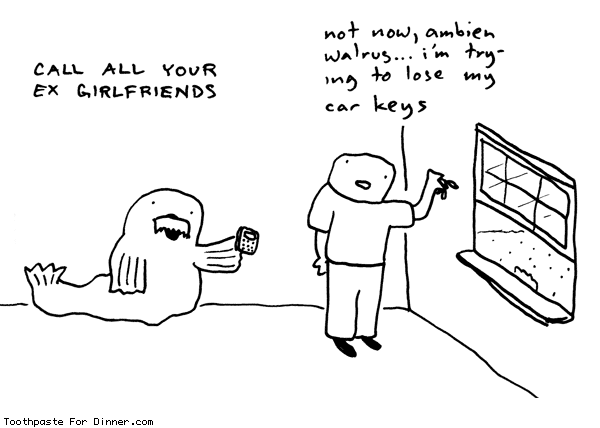 CALL ALL YOUR
EX GIRLFRIENDS
not now, ambien
walrus... i'm try-
ing to lose my
car keys
Toothpaste For Dinner.com